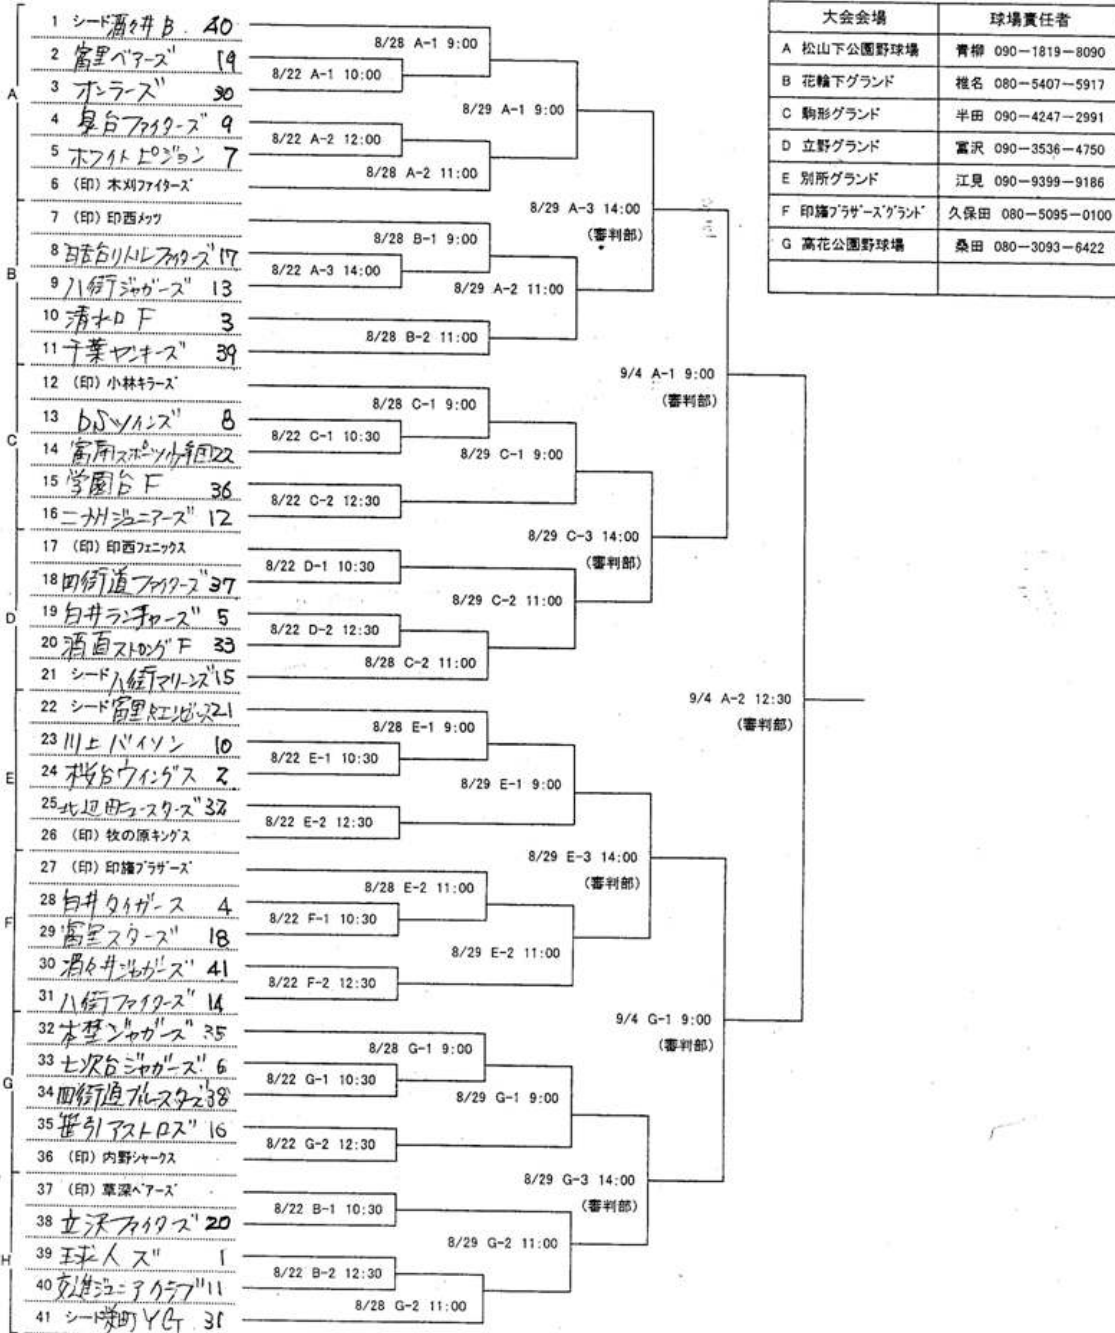 大会会場 球場責任者
A 松山下公園野球場 青柳 090-1819-8090
B 花輪下グランド 椎名 080-5407-5917
C 駒形グランド 半田 090-4247-2991
D 立野グランド 富沢 090-3536-4750
E 別所グランド 江見 090-9399-9186
F 印旛ブラザーズグランド 久保田 080-5095-0100
G 高花公園野球場 桑田 080-3093-6422
A
1 シード酒々井B. 40
2 富里ベアーズ 19
3 オンラーズ 30
4 泉台ファイターズ 9
5 ホワイトピジョン 7
6 (印) 木刈ファイターズ
B
7 (印) 印西メッツ
8 リトルファイターズ 17
9 八街ジャガーズ 13
10 清水口F 3
11 千葉ヤンキーズ 39
C
12 (印) 小林キラーズ
13 DSツインズ 8
14 富南スポーツ少年団 22
15 学園台F 36
16 二州ジュニアーズ 12
D
17 (印) 印西フェニックス
18 四街道ファイターズ 37
19 白井ランチャーズ 5
20 酒直ストロングF 33
21 シード八街マリーンズ 15
E
22 シード富里 21
23 川上バイソン 10
24 桜台ウイングス 2
25 北辺田ニュースターズ 32
26 (印) 牧の原キングス
F
27 (印) 印旛ブラザーズ
28 白井タイガース 4
29 富里スターズ 18
30 酒々井ジャガーズ 41
31 八街ファイターズ 14
G
32 本埜ジャガーズ 35
33 七次台ジャガーズ 6
34 四街道ブルースターズ 38
35 笹引アストロズ 16
36 (印) 内野シャークス
H
37 (印) 草深ベアーズ
38 立沢ファイターズ 20
39 球人ズ 1
40 ジュニアクラブ 11
41 シード栄町YG 31
8/22 A-1 10:00
8/22 A-2 12:00
8/22 A-3 14:00
8/22 C-1 10:30
8/22 C-2 12:30
8/22 D-1 10:30
8/22 D-2 12:30
8/22 E-1 10:30
8/22 E-2 12:30
8/22 F-1 10:30
8/22 F-2 12:30
8/22 G-1 10:30
8/22 G-2 12:30
8/22 B-1 10:30
8/22 B-2 12:30
8/28 A-1 9:00
8/28 A-2 11:00
8/28 B-1 9:00
8/28 B-2 11:00
8/28 C-1 9:00
8/28 C-2 11:00
8/28 E-1 9:00
8/28 E-2 11:00
8/28 G-1 9:00
8/28 G-2 11:00
8/29 A-1 9:00
8/29 A-2 11:00
8/29 C-1 9:00
8/29 C-2 11:00
8/29 E-1 9:00
8/29 E-2 11:00
8/29 G-1 9:00
8/29 G-2 11:00
8/29 A-3 14:00
(審判部)
8/29 C-3 14:00
(審判部)
8/29 E-3 14:00
(審判部)
8/29 G-3 14:00
(審判部)
9/4 A-1 9:00
(審判部)
9/4 G-1 9:00
(審判部)
9/4 A-2 12:30
(審判部)